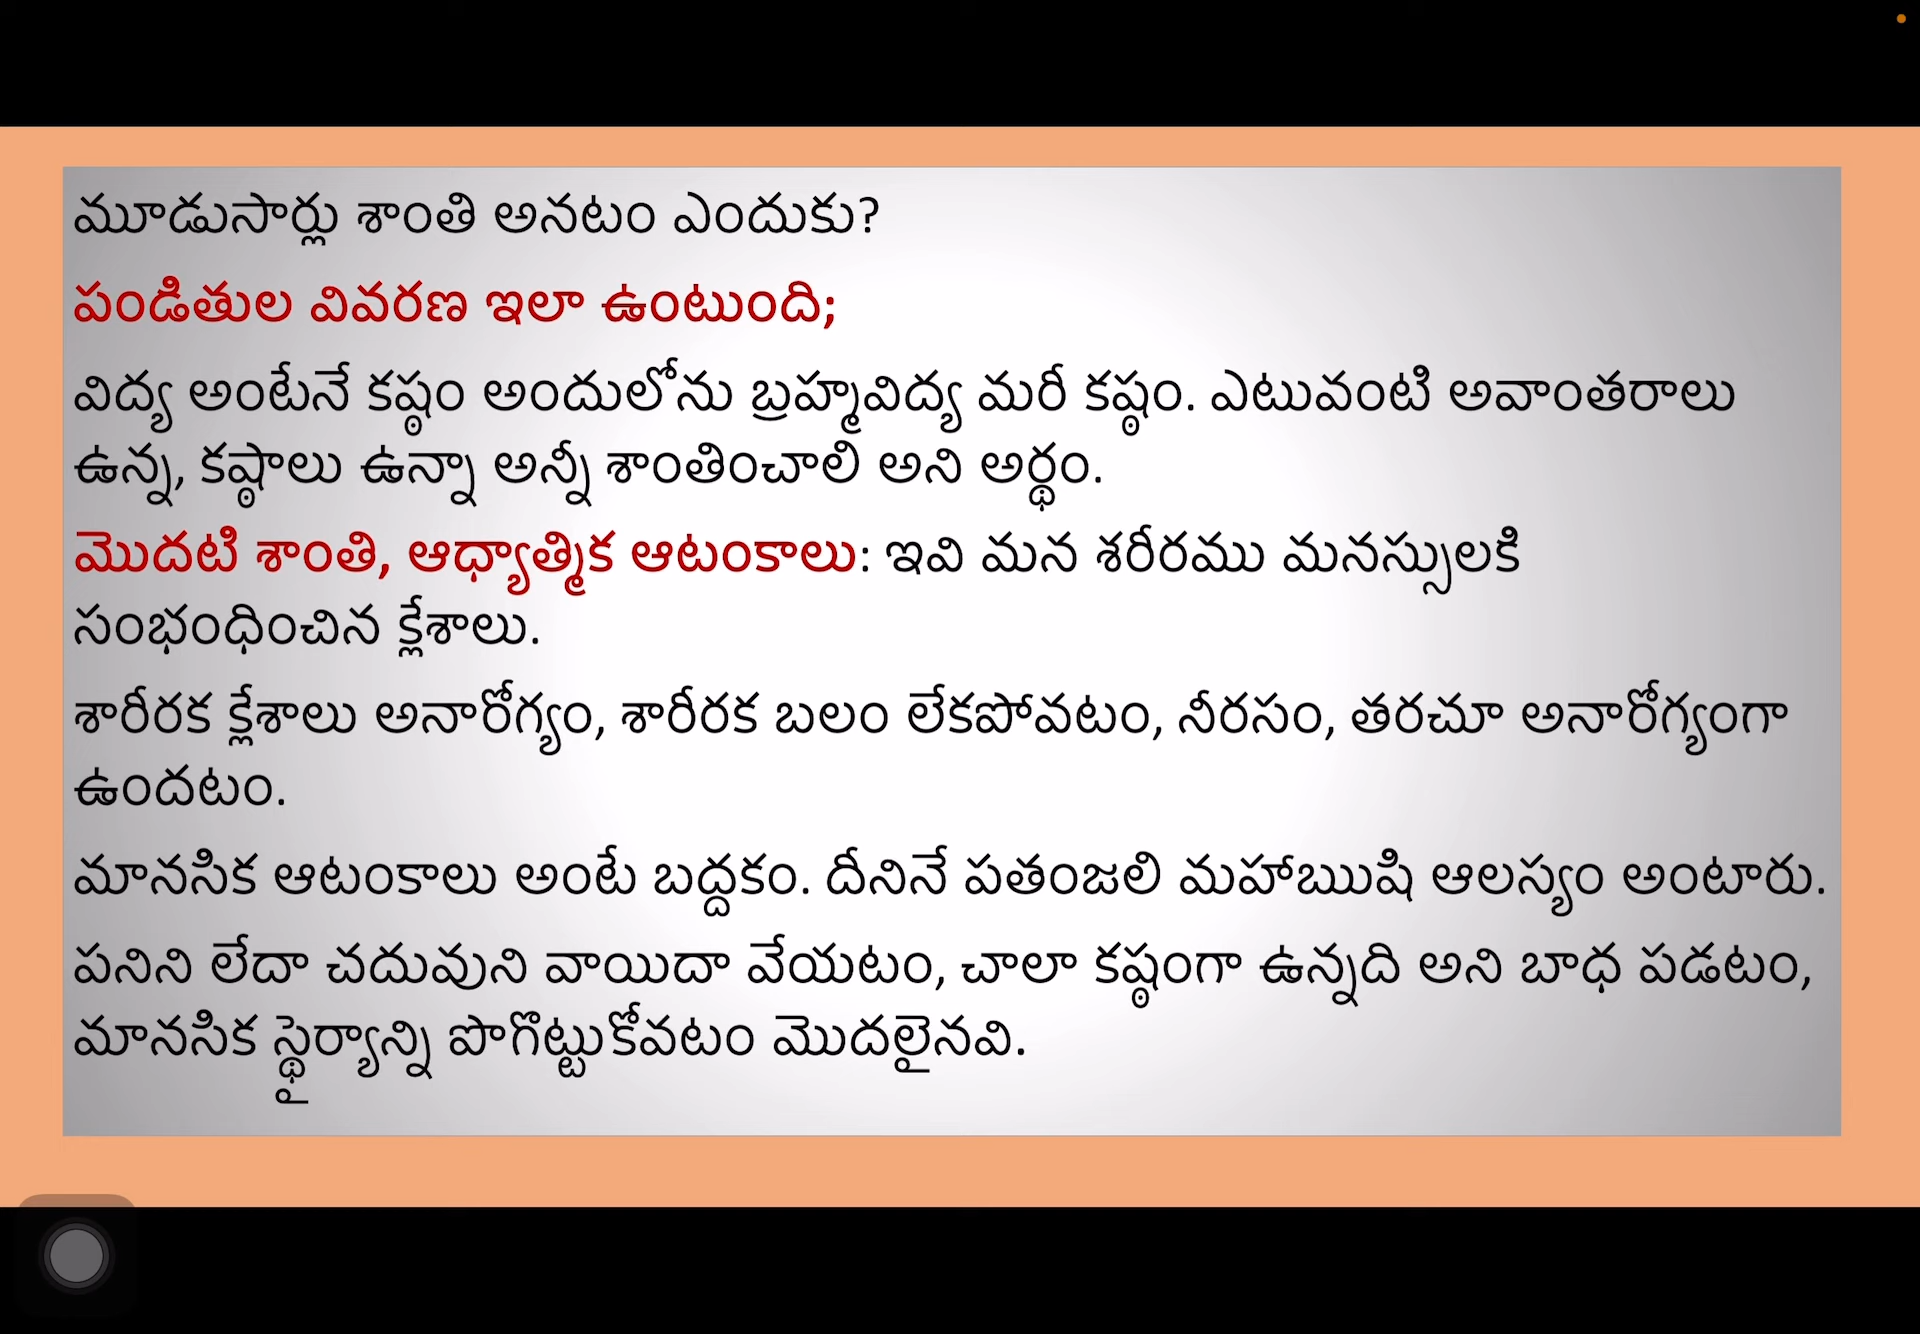 మూడుసార్లు శాంతి అనటం ఎందుకు?
పండితుల వివరణ ఇలా ఉంటుంది;
విద్య అంటేనే కష్ఠం అందులోను బ్రహ్మవిద్య మరీ కష్ఠం. ఎటువంటి అవాంతరాలు
ఉన్న, కష్ఠాలు ఉన్నా అన్నీ శాంతించాలి అని అర్థం.
మొదటి శాంతి, ఆధ్యాత్మిక ఆటంకాలు: ఇవి మన శరీరము మనస్సులకి
సంభంధించిన క్లేశాలు.
శారీరక క్లేశాలు అనారోగ్యం, శారీరక బలం లేకపోవటం, నీరసం, తరచూ అనారోగ్యంగా
ఉందటం.
మానసిక ఆటంకాలు అంటే బద్దకం. దీనినే పతంజలి మహాఋషి ఆలస్యం అంటారు.
పనిని లేదా చదువుని వాయిదా వేయటం, చాలా కష్ఠంగా ఉన్నది అని బాధ పడటం,
మానసిక స్థైర్యాన్ని పొగొట్టుకోవటం మొదలైనవి.